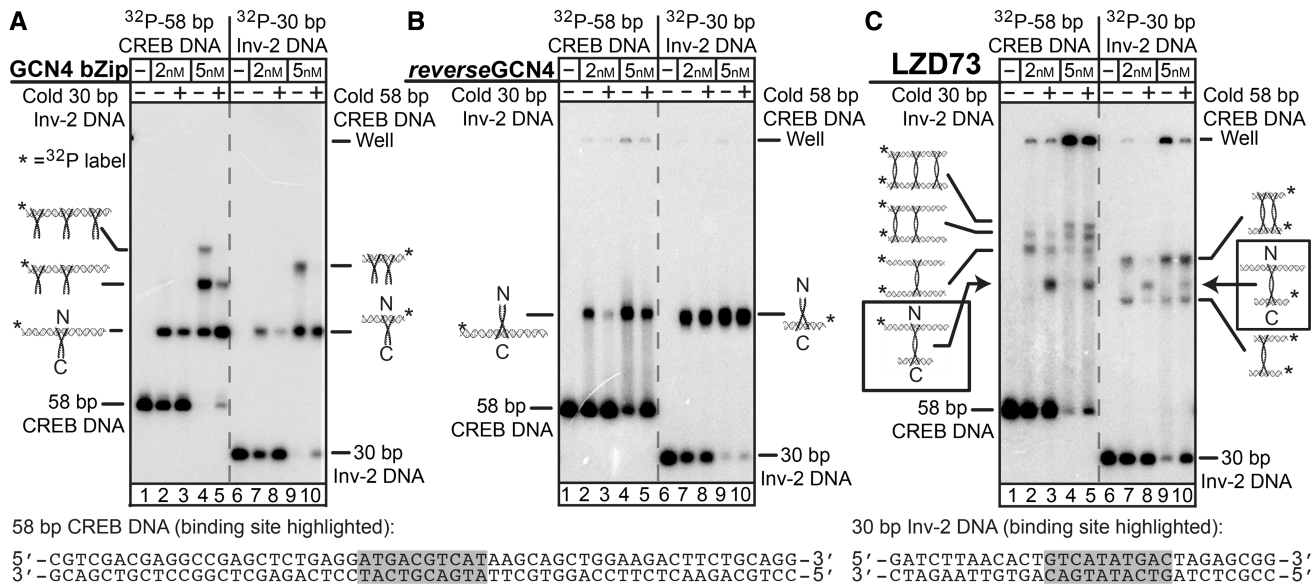 A
32P-58 bp CREB DNA
32P-30 bp Inv-2 DNA
GCN4 bZip
– 2nM 5nM – 2nM 5nM
Cold 30 bp Inv-2 DNA
– + – + – + – +
Cold 58 bp CREB DNA
Well
* =32P label
*
*
*
N
C
*
N
*
C
58 bp CREB DNA
30 bp Inv-2 DNA
1 2 3 4 5 6 7 8 9 10
B
32P-58 bp CREB DNA
32P-30 bp Inv-2 DNA
reverseGCN4
– 2nM 5nM – 2nM 5nM
Cold 30 bp Inv-2 DNA
– + – + – + – +
Cold 58 bp CREB DNA
Well
N
*
C
N
*
C
58 bp CREB DNA
30 bp Inv-2 DNA
1 2 3 4 5 6 7 8 9 10
C
32P-58 bp CREB DNA
32P-30 bp Inv-2 DNA
LZD73
– 2nM 5nM – 2nM 5nM
Cold 30 bp Inv-2 DNA
– + – + – + – +
Cold 58 bp CREB DNA
Well
*
*
*
*
*
*
N
*
C
*
*
N
*
C
*
*
58 bp CREB DNA
30 bp Inv-2 DNA
1 2 3 4 5 6 7 8 9 10
58 bp CREB DNA (binding site highlighted):
5′-CGTCGACGAGGCCGAGCTCTGAGGATGACGTCATAAGCAGCTGGAAGACTTCTGCAGG-3′
3′-GCAGCTGCTCCGGCTCGAGACTCCTACTGCAGTATTCGTGGACCTTCTCAAGACGTCC-5′
30 bp Inv-2 DNA (binding site highlighted):
5′-GATCTTAACACTGTCATATGACTAGAGCGG-3′
3′-CTAGAATTGTGACAGTATACTGATCTCGGC-5′